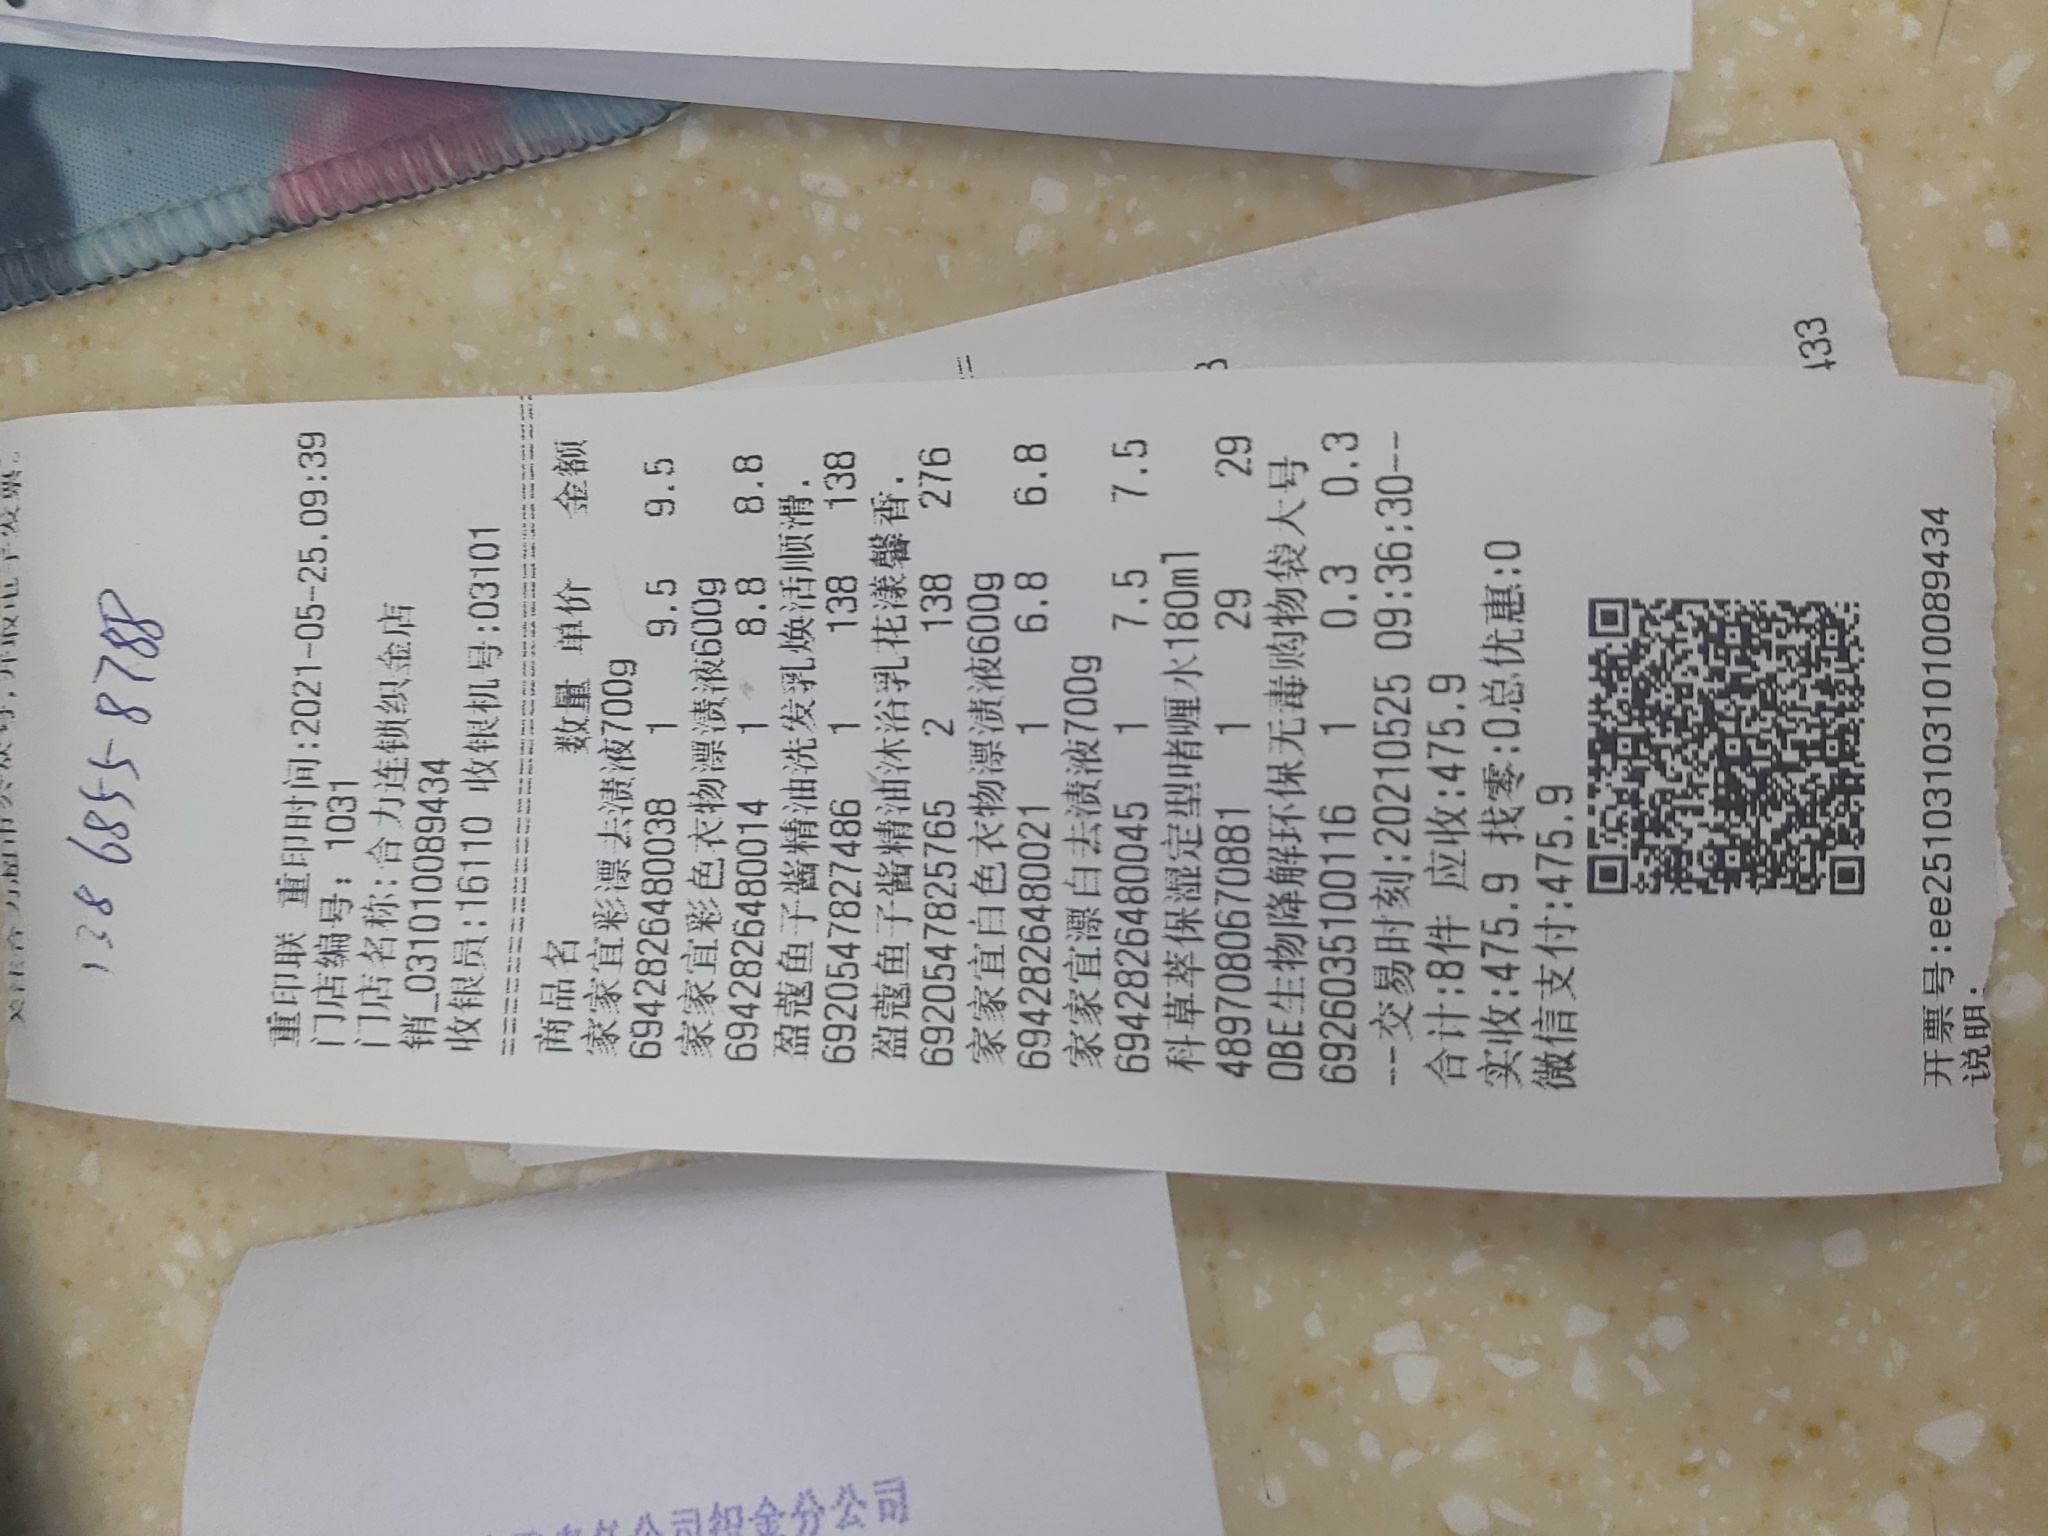 138 6855-8788
重印联 重印时间:2021-05-25.09:39
门店编号: 1031
门店名称:合力连锁织金店
销_03101010089434
收银员:16110 收银机号:03101
商品名 数量 单价 金额
家家宜彩漂去渍液700g
6942826480038 1 9.5 9.5
家家宜彩色衣物漂渍液600g
6942826480014 1 8.8 8.8
盈蔻鱼子酱精油洗发乳焕活顺滑.
6920547827486 1 138 138
盈蔻鱼子酱精油沐浴乳花漾馨香.
6920547825765 2 138 276
家家宜白色衣物漂渍液600g
6942826480021 1 6.8 6.8
家家宜漂白去渍液700g
6942826480045 1 7.5 7.5
科草萃保湿定型啫喱水180ml
4897080670881 1 29 29
OBE生物降解环保无毒购物袋大号
6926035100116 1 0.3 0.3
--交易时刻:20210525 09:36:30--
合计:8件 应收:475.9
实收:475.9 找零:0总优惠:0
微信支付:475.9
开票号:ee251031031010089434
说明:
433
公司织金分公司